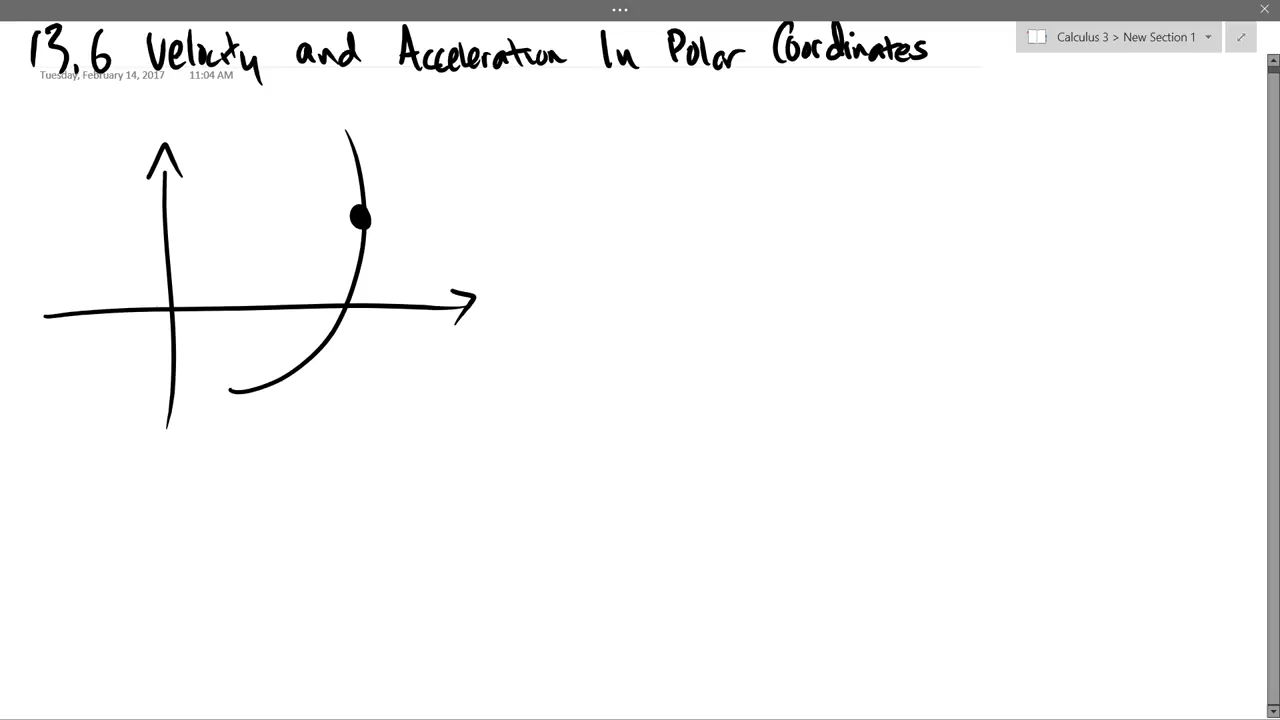 13.6 Velocity and Acceleration In Polar Coordinates
Calculus 3 > New Section 1
Tuesday, February 14, 2017 11:04 AM